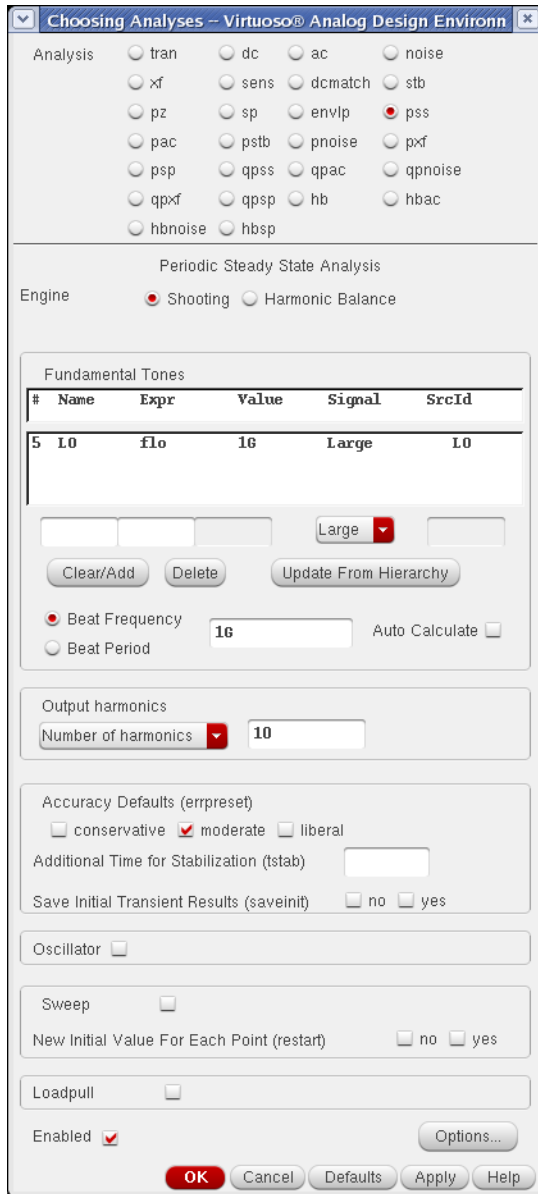 Choosing Analyses -- Virtuoso® Analog Design Environn
Analysis tran dc ac noise
xf sens dcmatch stb
pz sp envlp pss
pac pstb pnoise pxf
psp qpss qpac qpnoise
qpxf qpsp hb hbac
hbnoise hbsp
Periodic Steady State Analysis
Engine Shooting Harmonic Balance
Fundamental Tones
# Name Expr Value Signal SrcId
5 LO flo 1G Large LO
Large
Clear/Add Delete Update From Hierarchy
Beat Frequency 1G Auto Calculate
Beat Period
Output harmonics
Number of harmonics 10
Accuracy Defaults (errpreset)
conservative moderate liberal
Additional Time for Stabilization (tstab)
Save Initial Transient Results (saveinit) no yes
Oscillator
Sweep
New Initial Value For Each Point (restart) no yes
Loadpull
Enabled Options...
OK Cancel Defaults Apply Help